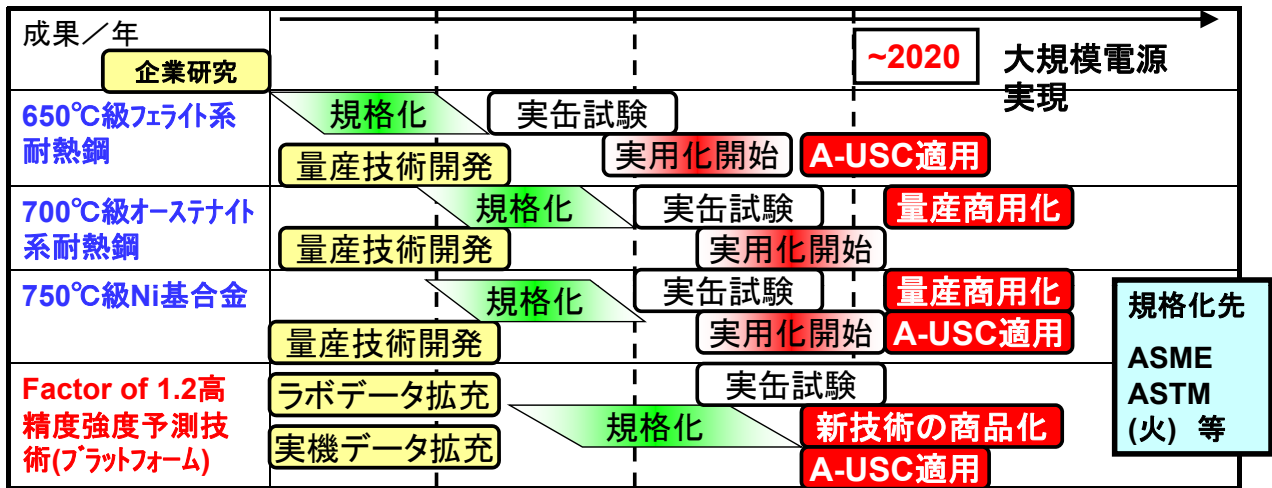 成果／年
企業研究
~2020
大規模電源
実現
650℃級フェライト系
耐熱鋼
規格化
実缶試験
量産技術開発
実用化開始
A-USC適用
700℃級オーステナイト
系耐熱鋼
規格化
実缶試験
量産商用化
量産技術開発
実用化開始
750℃級Ni基合金
規格化
実缶試験
量産商用化
量産技術開発
実用化開始
A-USC適用
Factor of 1.2高
精度強度予測技
術(プラットフォーム)
ラボデータ拡充
実缶試験
規格化
新技術の商品化
実機データ拡充
A-USC適用
規格化先
ASME
ASTM
(火) 等